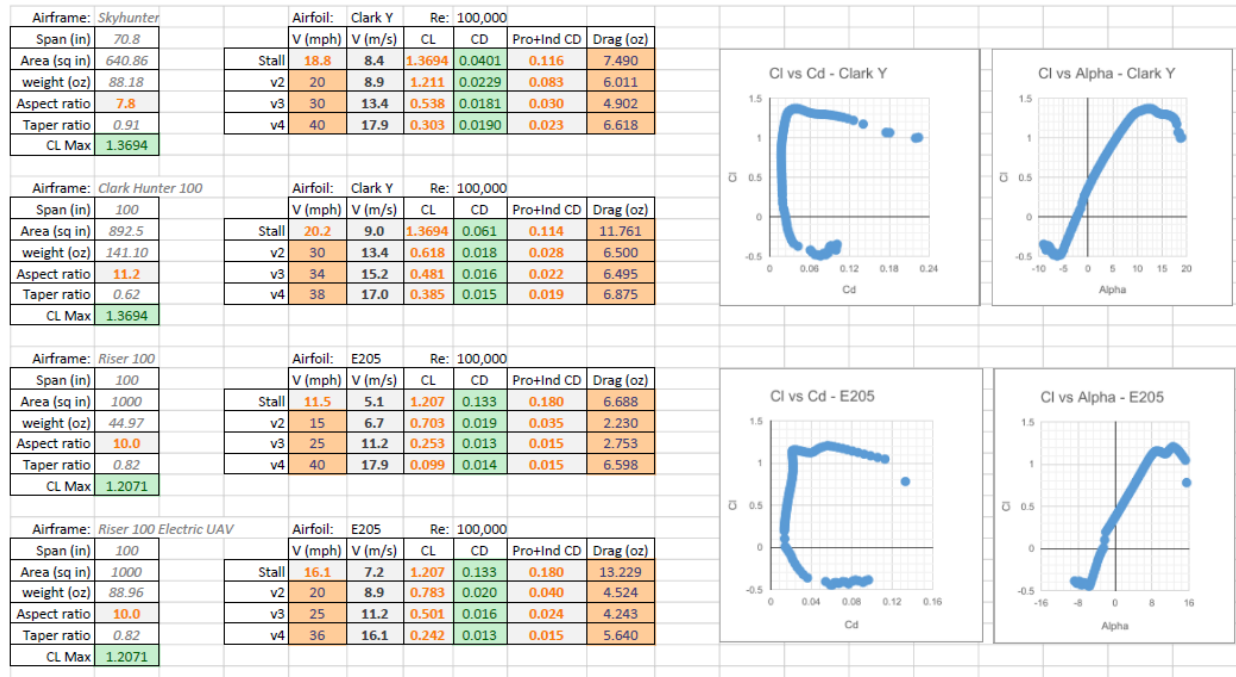 Airframe: Skyhunter Airfoil: Clark Y Re: 100,000
Span (in) 70.8 V (mph) V (m/s) CL CD Pro+Ind CD Drag (oz)
Area (sq in) 640.86 Stall 18.8 8.4 1.3694 0.0401 0.116 7.490
weight (oz) 88.18 v2 20 8.9 1.211 0.0229 0.083 6.011
Aspect ratio 7.8 v3 30 13.4 0.538 0.0181 0.030 4.902
Taper ratio 0.91 v4 40 17.9 0.303 0.0190 0.023 6.618
CL Max 1.3694
Cl vs Cd - Clark Y
1.5
1
0.5
0
-0.5
Cl
0 0.06 0.12 0.18 0.24
Cd
Cl vs Alpha - Clark Y
1.5
1
0.5
0
-0.5
Cl
-10 -5 0 5 10 15 20
Alpha
Airframe: Clark Hunter 100 Airfoil: Clark Y Re: 100,000
Span (in) 100 V (mph) V (m/s) CL CD Pro+Ind CD Drag (oz)
Area (sq in) 892.5 Stall 20.2 9.0 1.3694 0.061 0.114 11.761
weight (oz) 141.10 v2 30 13.4 0.618 0.018 0.028 6.500
Aspect ratio 11.2 v3 34 15.2 0.481 0.016 0.022 6.495
Taper ratio 0.62 v4 38 17.0 0.385 0.015 0.019 6.875
CL Max 1.3694
Airframe: Riser 100 Airfoil: E205 Re: 100,000
Span (in) 100 V (mph) V (m/s) CL CD Pro+Ind CD Drag (oz)
Area (sq in) 1000 Stall 11.5 5.1 1.207 0.133 0.180 6.688
weight (oz) 44.97 v2 15 6.7 0.703 0.019 0.035 2.230
Aspect ratio 10.0 v3 25 11.2 0.253 0.013 0.015 2.753
Taper ratio 0.82 v4 40 17.9 0.099 0.014 0.015 6.598
CL Max 1.2071
Cl vs Cd - E205
1.5
1
0.5
0
-0.5
Cl
0 0.04 0.08 0.12 0.16
Cd
Cl vs Alpha - E205
1.5
1
0.5
0
-0.5
Cl
-16 -8 0 8 16
Alpha
Airframe: Riser 100 Electric UAV Airfoil: E205 Re: 100,000
Span (in) 100 V (mph) V (m/s) CL CD Pro+Ind CD Drag (oz)
Area (sq in) 1000 Stall 16.1 7.2 1.207 0.133 0.180 13.229
weight (oz) 88.96 v2 20 8.9 0.783 0.020 0.040 4.524
Aspect ratio 10.0 v3 25 11.2 0.501 0.016 0.024 4.243
Taper ratio 0.82 v4 36 16.1 0.242 0.013 0.015 5.640
CL Max 1.2071